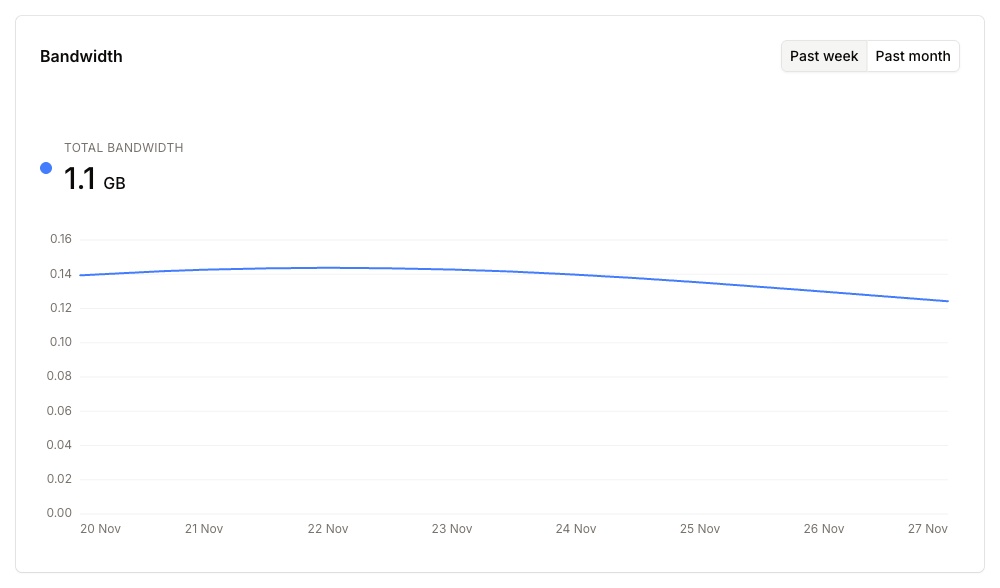 Bandwidth
Past week
Past month
TOTAL BANDWIDTH
1.1 GB
0.16
0.14
0.12
0.10
0.08
0.06
0.04
0.02
0.00
20 Nov
21 Nov
22 Nov
23 Nov
24 Nov
25 Nov
26 Nov
27 Nov